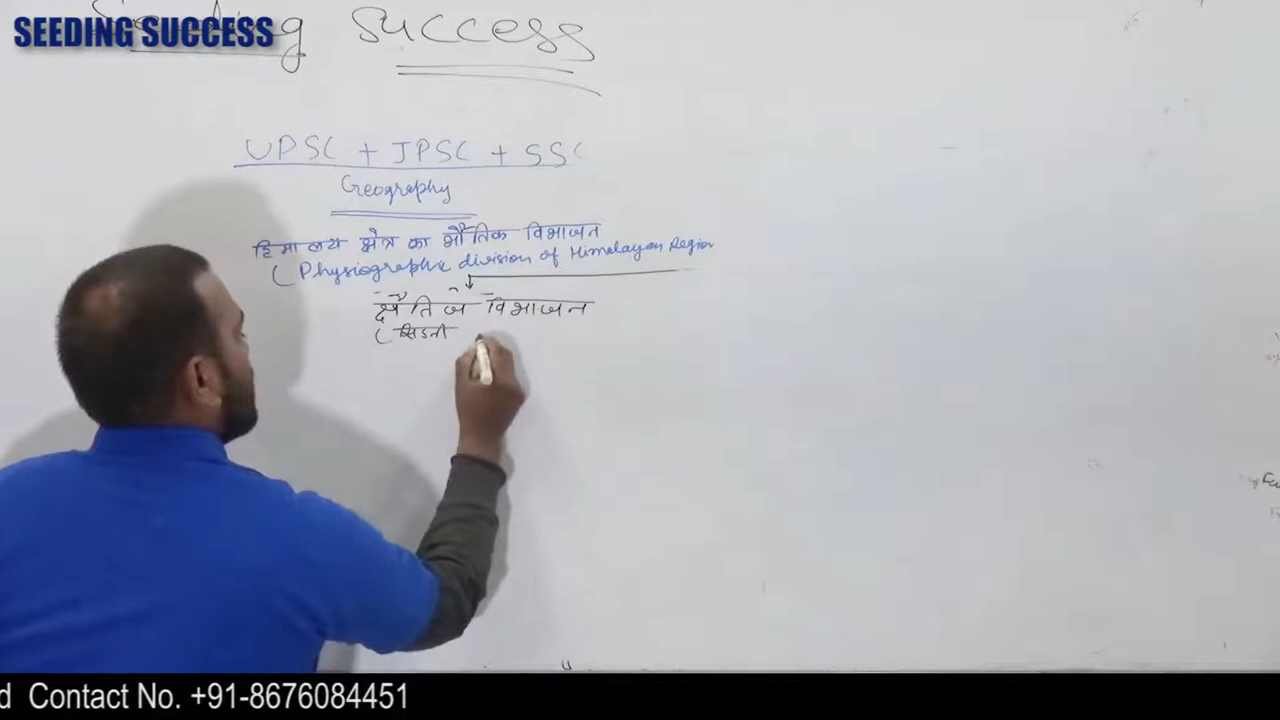 SEEDING SUCCESS
Seeding Success
UPSC + JPSC + SSC
Geography
हिमालय क्षेत्र का भौतिक विभाजन
( Physiographic division of Himalayan Region
क्षैतिज विभाजन
( सिडनी
d Contact No. +91-8676084451